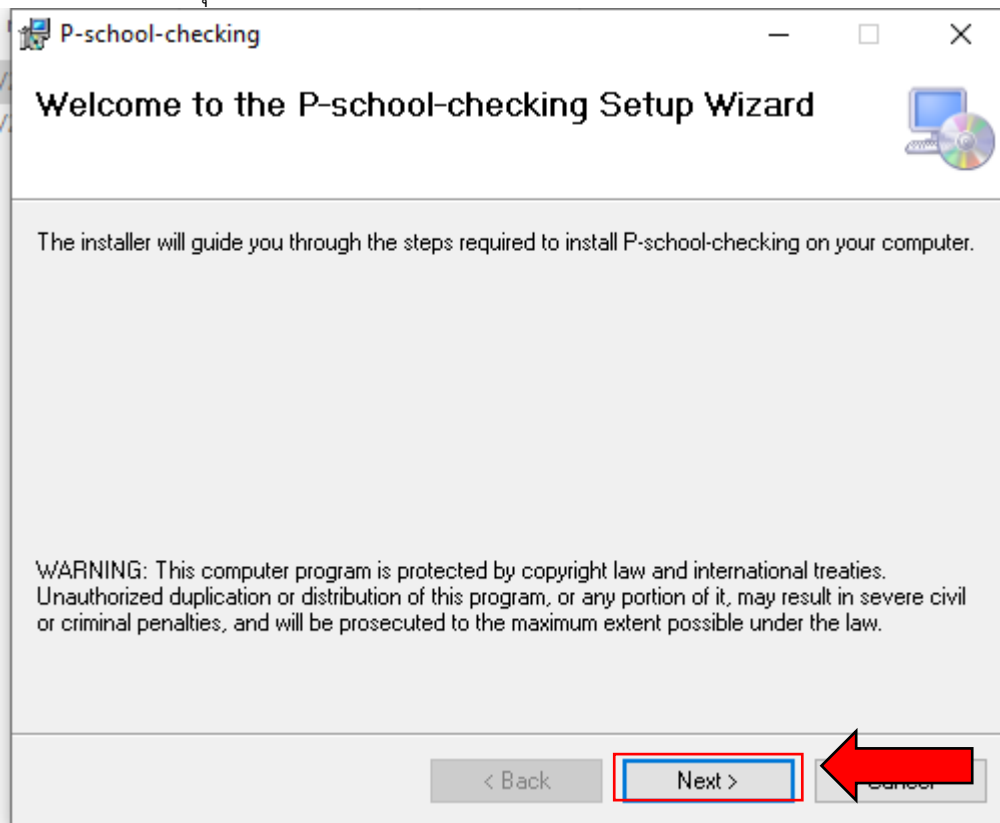 P-school-checking
Welcome to the P-school-checking Setup Wizard
The installer will guide you through the steps required to install P-school-checking on your computer.
WARNING: This computer program is protected by copyright law and international treaties.
Unauthorized duplication or distribution of this program, or any portion of it, may result in severe civil
or criminal penalties, and will be prosecuted to the maximum extent possible under the law.
< Back
Next >